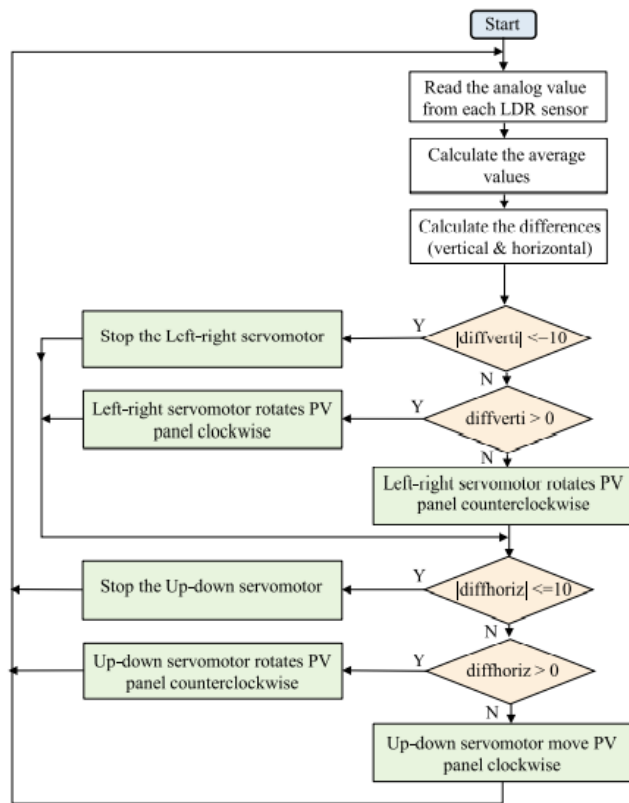 Start
Read the analog value
from each LDR sensor
Calculate the average
values
Calculate the differences
(vertical & horizontal)
|diffverti| <−10
Y
Stop the Left-right servomotor
N
diffverti > 0
Y
Left-right servomotor rotates PV
panel clockwise
N
Left-right servomotor rotates PV
panel counterclockwise
|diffhoriz| <=10
Y
Stop the Up-down servomotor
N
diffhoriz > 0
Y
Up-down servomotor rotates PV
panel counterclockwise
N
Up-down servomotor move PV
panel clockwise